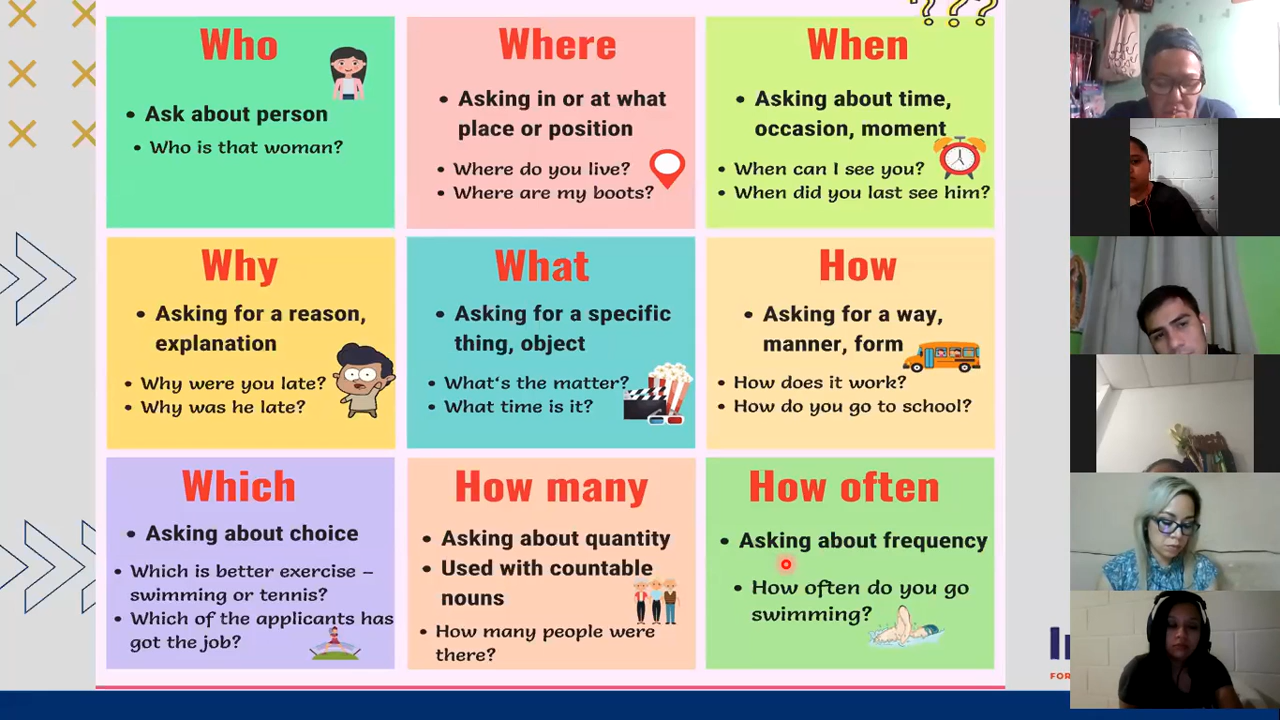 ???
Who
• Ask about person
• Who is that woman?
Where
• Asking in or at what
place or position
• Where do you live?
• Where are my boots?
When
• Asking about time,
occasion, moment
• When can I see you?
• When did you last see him?
Why
• Asking for a reason,
explanation
• Why were you late?
• Why was he late?
What
• Asking for a specific
thing, object
• What's the matter?
• What time is it?
How
• Asking for a way,
manner, form
• How does it work?
• How do you go to school?
Which
• Asking about choice
• Which is better exercise –
swimming or tennis?
• Which of the applicants has
got the job?
How many
• Asking about quantity
• Used with countable
nouns
• How many people were
there?
How often
• Asking about frequency
• How often do you go
swimming?
FOR